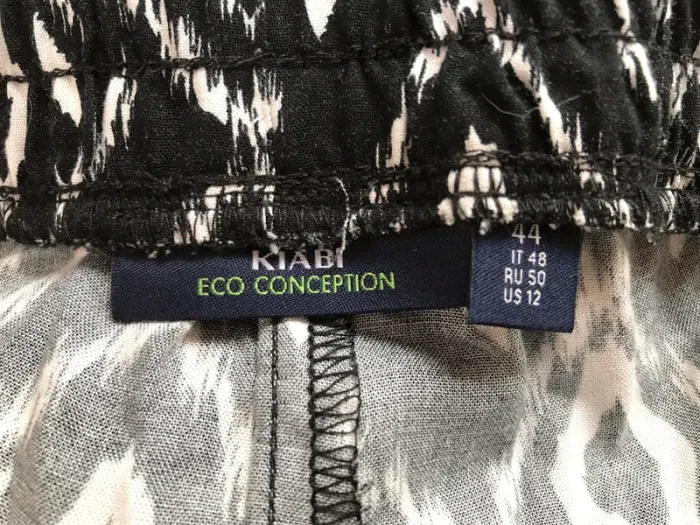 KIABI
ECO CONCEPTION
44
IT 48
RU 50
US 12